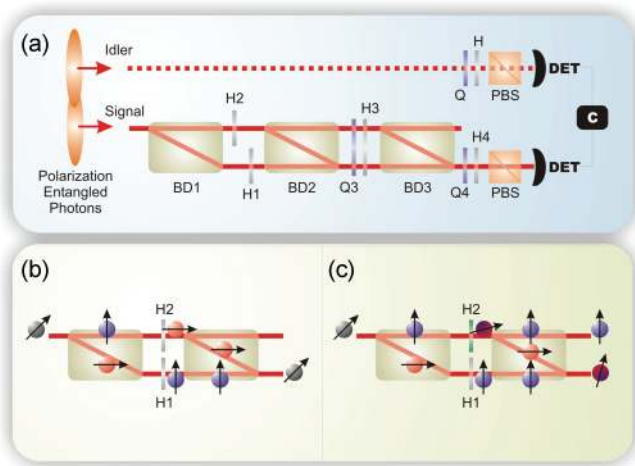 (a)
Idler
H
DET
Q
PBS
C
Signal
H2
H3
H4
DET
Polarization
Entangled
Photons
BD1
H1
BD2
Q3
BD3
Q4
PBS
(b)
H2
H1
(c)
H2
H1